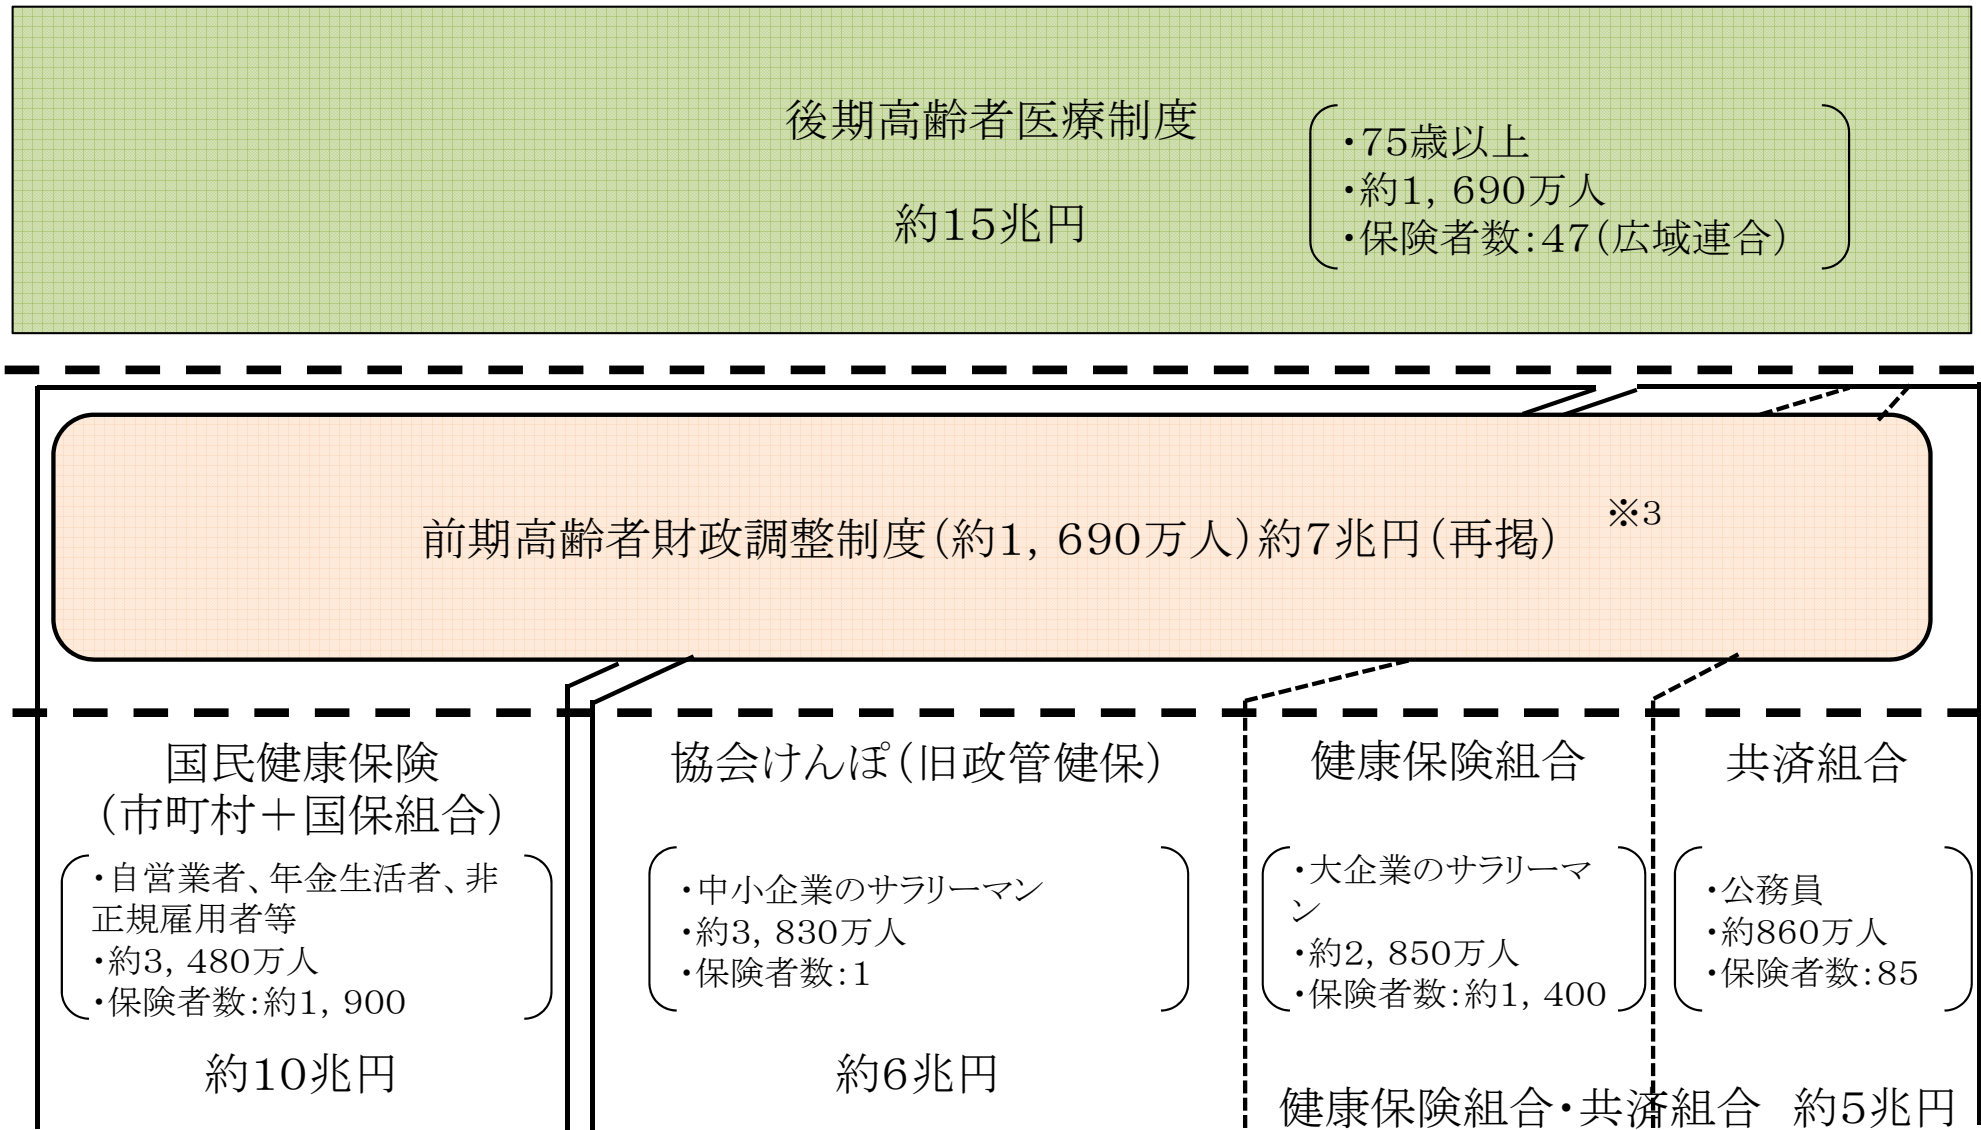 後期高齢者医療制度
約15兆円
・75歳以上
・約1,690万人
・保険者数:47(広域連合)
前期高齢者財政調整制度(約1,690万人)約7兆円(再掲) ※3
国民健康保険
(市町村+国保組合)
・自営業者、年金生活者、非
正規雇用者等
・約3,480万人
・保険者数:約1,900
約10兆円
協会けんぽ(旧政管健保)
・中小企業のサラリーマン
・約3,830万人
・保険者数:1
約6兆円
健康保険組合
・大企業のサラリーマ
ン
・約2,850万人
・保険者数:約1,400
共済組合
・公務員
・約860万人
・保険者数:85
健康保険組合・共済組合 約5兆円